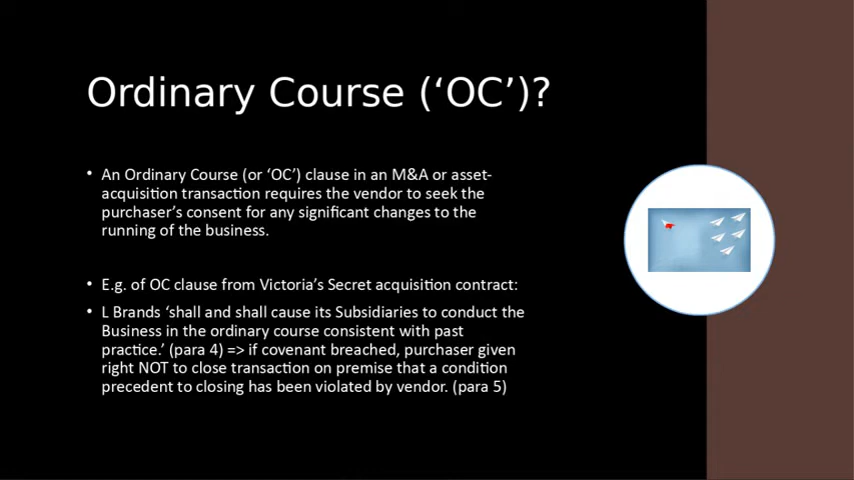 Ordinary Course (‘OC’)?
• An Ordinary Course (or ‘OC’) clause in an M&A or asset-
acquisition transaction requires the vendor to seek the
purchaser’s consent for any significant changes to the
running of the business.
• E.g. of OC clause from Victoria’s Secret acquisition contract:
• L Brands ‘shall and shall cause its Subsidiaries to conduct the
Business in the ordinary course consistent with past
practice.’ (para 4) => if covenant breached, purchaser given
right NOT to close transaction on premise that a condition
precedent to closing has been violated by vendor. (para 5)